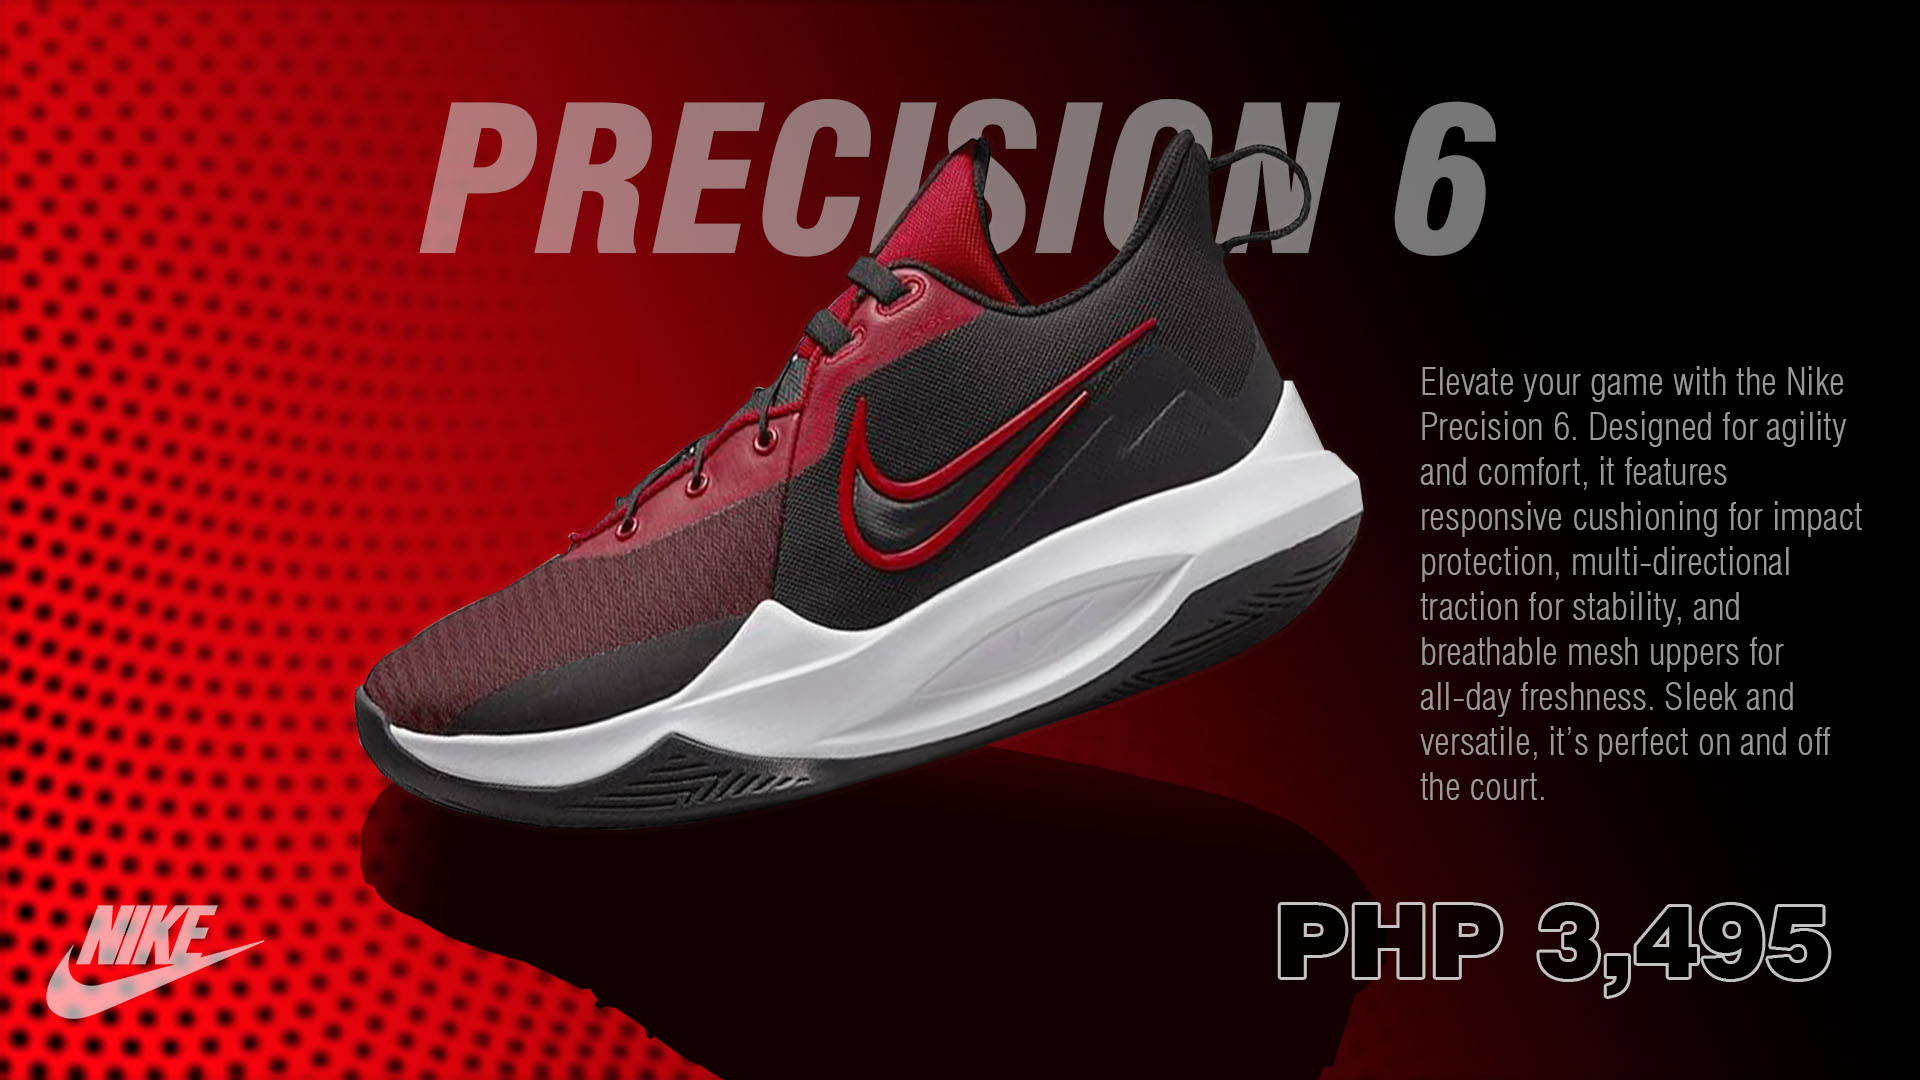 PRECISION 6
Elevate your game with the Nike
Precision 6. Designed for agility
and comfort, it features
responsive cushioning for impact
protection, multi-directional
traction for stability, and
breathable mesh uppers for
all-day freshness. Sleek and
versatile, it’s perfect on and off
the court.
PHP 3,495
NIKE